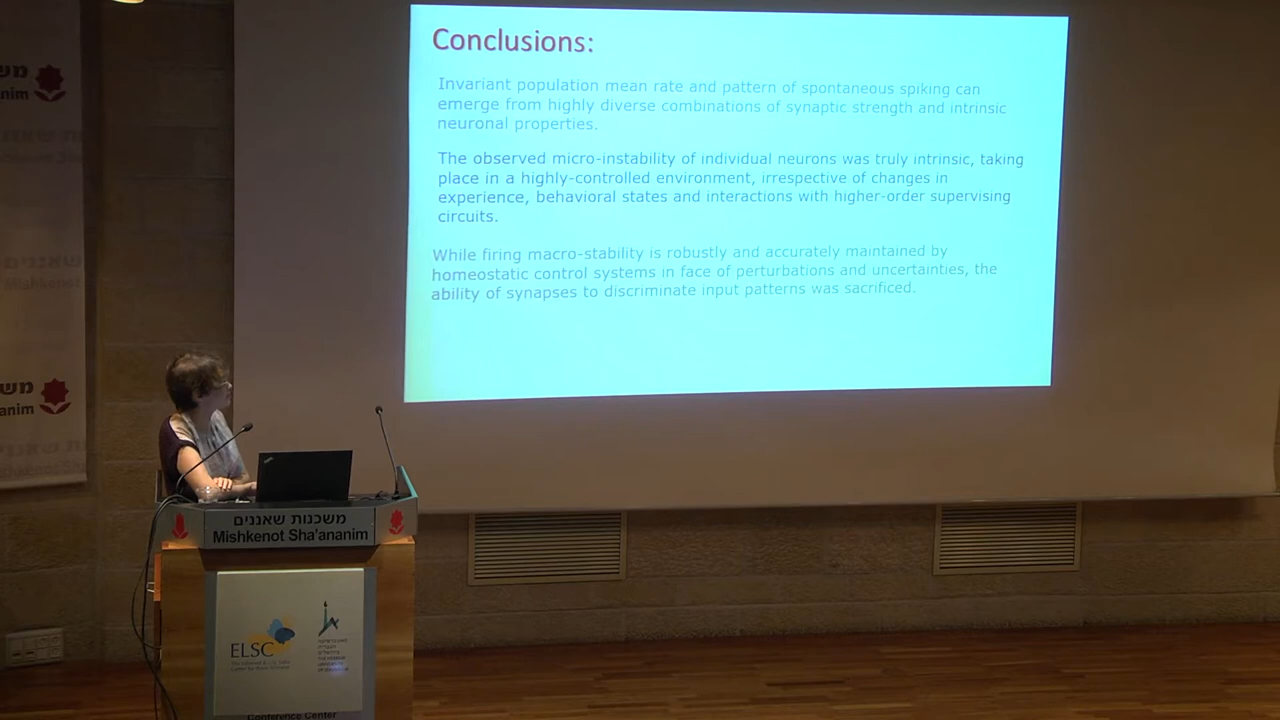 Conclusions:
Invariant population mean rate and pattern of spontaneous spiking can
emerge from highly diverse combinations of synaptic strength and intrinsic
neuronal properties.
The observed micro-instability of individual neurons was truly intrinsic, taking
place in a highly-controlled environment, irrespective of changes in
experience, behavioral states and interactions with higher-order supervising
circuits.
While firing macro-stability is robustly and accurately maintained by
homeostatic control systems in face of perturbations and uncertainties, the
ability of synapses to discriminate input patterns was sacrificed.
משכנות שאננים
Mishkenot Sha'ananim
ELSC
Conference Center